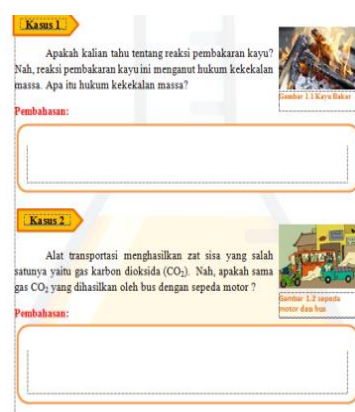 Kasus 1
Apakah kalian tahu tentang reaksi pembakaran kayu?
Nah, reaksi pembakaran kayu ini menganut hukum kekekalan
massa. Apa itu hukum kekekalan massa?
Gambar 1.1 Kayu Bakar
Pembahasan:
Kasus 2
Alat transportasi menghasilkan zat sisa yang salah
satunya yaitu gas karbon dioksida (CO₂). Nah, apakah sama
gas CO₂ yang dihasilkan oleh bus dengan sepeda motor ?
Gambar 1.2 sepeda
motor dan bus
Pembahasan: